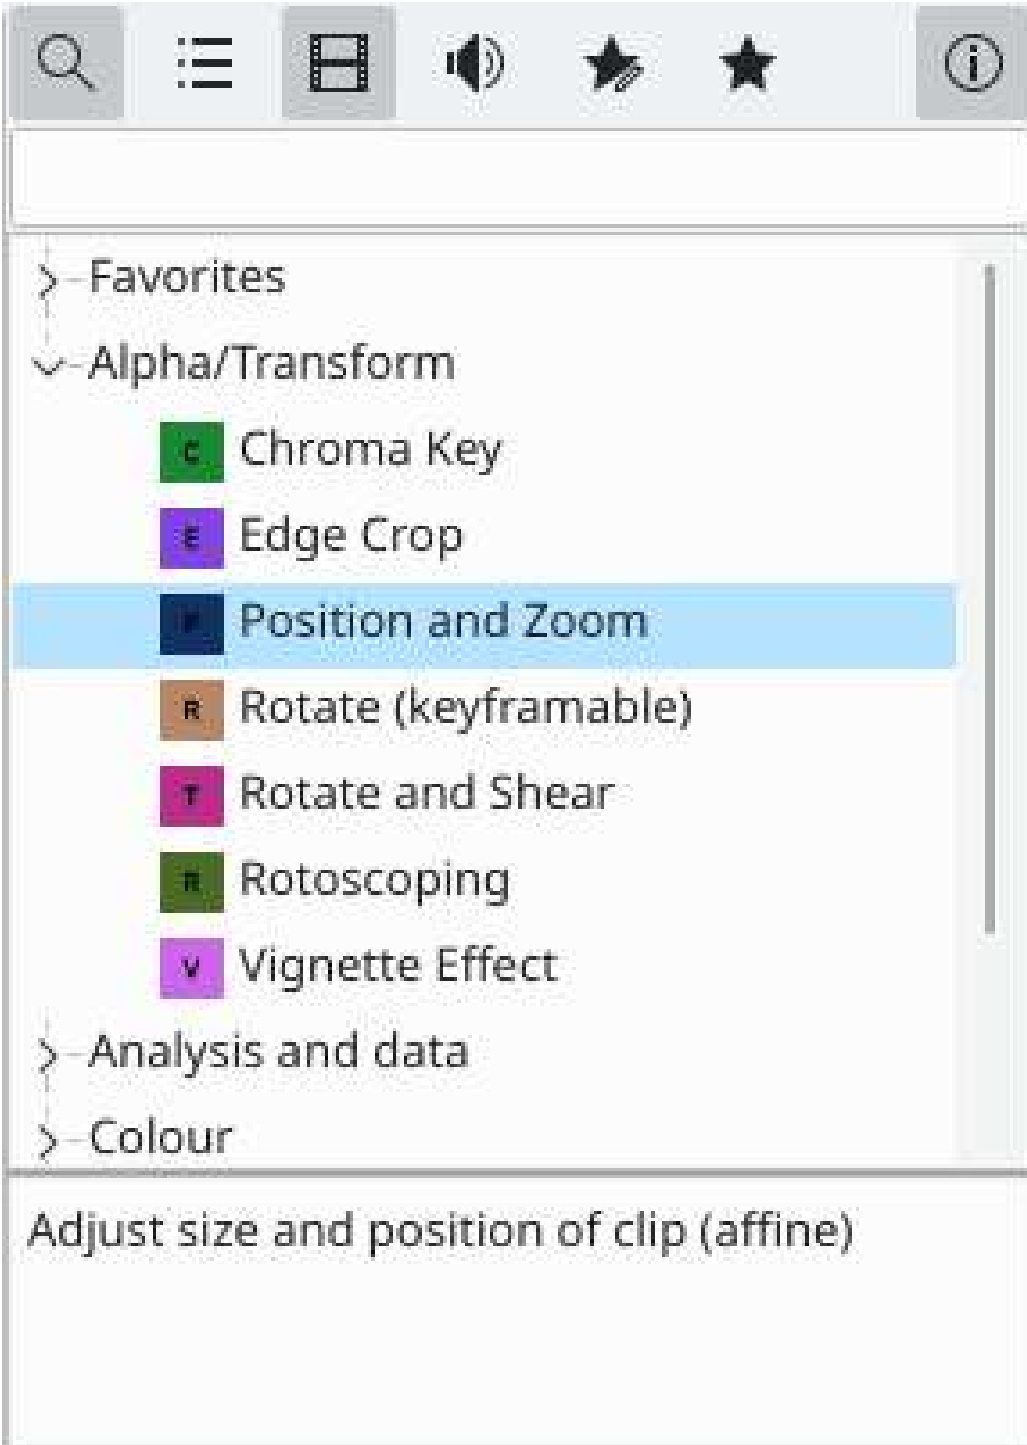 Favorites
Alpha/Transform
C Chroma Key
E Edge Crop
P Position and Zoom
R Rotate (keyframable)
T Rotate and Shear
R Rotoscoping
V Vignette Effect
Analysis and data
Colour
Adjust size and position of clip (affine)